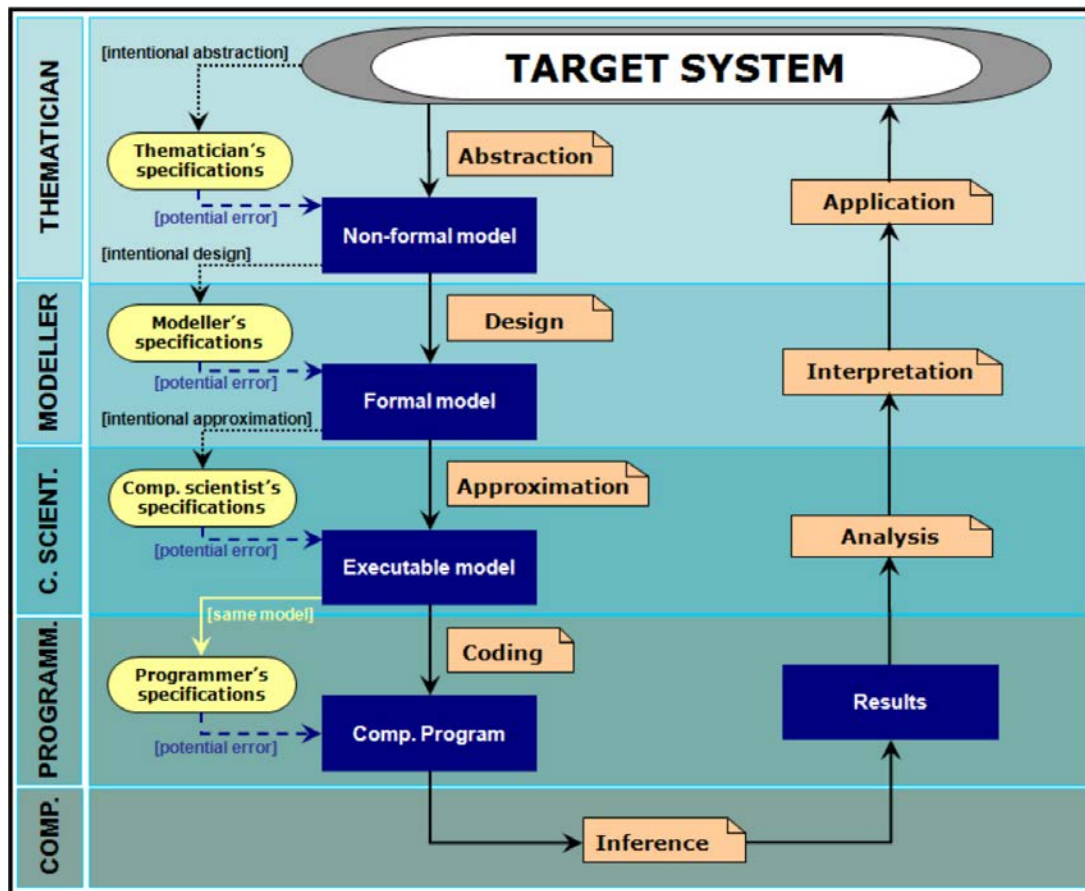 THEMATICIAN
[intentional abstraction]
TARGET SYSTEM
Thematician's
specifications
Abstraction
[potential error]
Non-formal model
Application
[intentional design]
MODELLER
Modeller's
specifications
Design
[potential error]
Formal model
Interpretation
[intentional approximation]
C. SCIENT.
Comp. scientist's
specifications
Approximation
[potential error]
Executable model
Analysis
[same model]
PROGRAMM.
Programmer's
specifications
Coding
[potential error]
Comp. Program
Results
COMP.
Inference